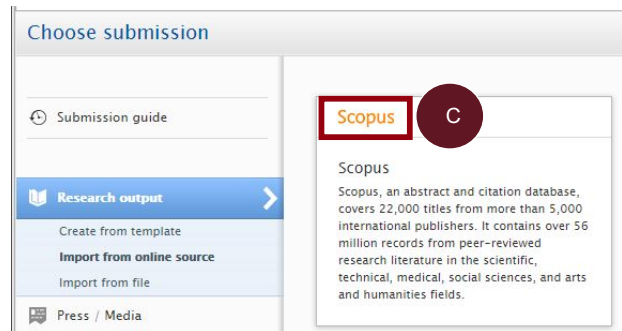 Choose submission
Submission guide
Research output
Create from template
Import from online source
Import from file
Press / Media
Scopus
C
Scopus
Scopus, an abstract and citation database,
covers 22,000 titles from more than 5,000
international publishers. It contains over 56
million records from peer-reviewed
research literature in the scientific,
technical, medical, social sciences, and arts
and humanities fields.